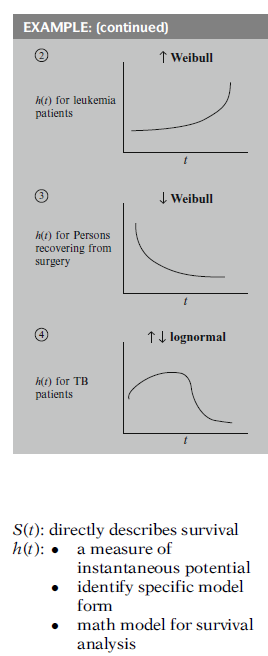 EXAMPLE: (continued)
② ↑ Weibull
h(t) for leukemia
patients
t
③ ↓ Weibull
h(t) for Persons
recovering from
surgery
t
④ ↑↓ lognormal
h(t) for TB
patients
t
S(t): directly describes survival
h(t): • a measure of
instantaneous potential
• identify specific model
form
• math model for survival
analysis